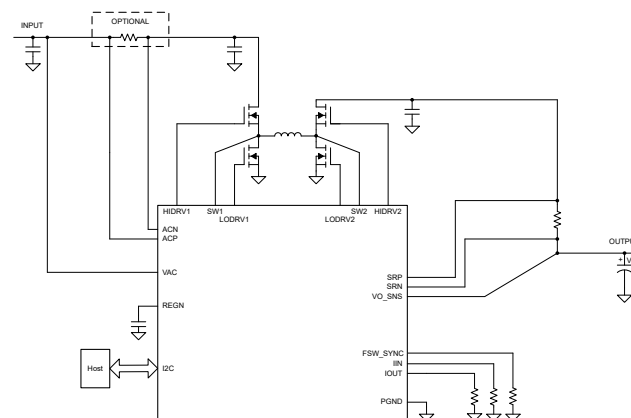 INPUT
OPTIONAL
HIDRV1
SW1
LODRV1
LODRV2
SW2
HIDRV2
ACN
ACP
VAC
REGN
Host
I2C
SRP
SRN
VO_SNS
OUTPU
+ V
FSW_SYNC
IIN
IOUT
PGND